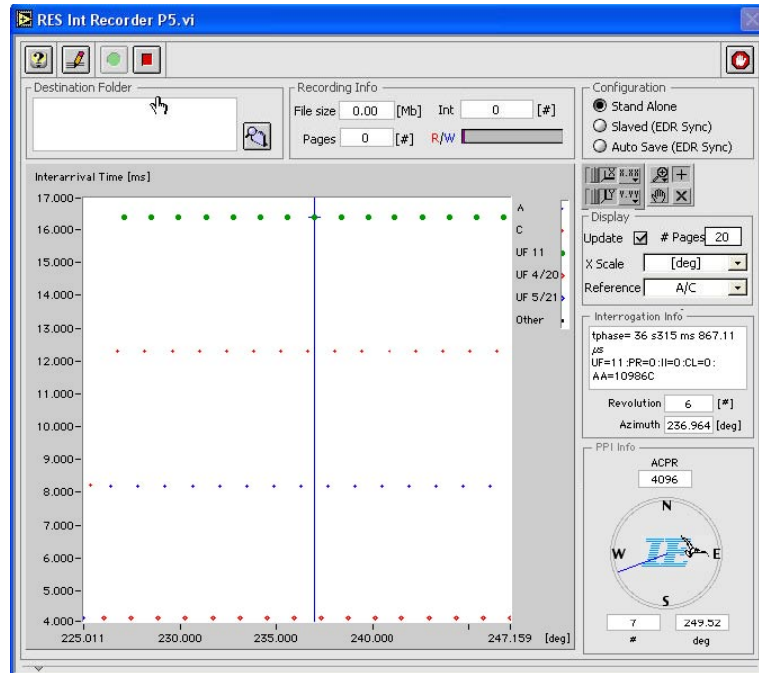 RES Int Recorder P5.vi
Destination Folder
Recording Info
File size 0.00 [Mb] Int 0 [#]
Pages 0 [#] R/W
Configuration
Stand Alone
Slaved (EDR Sync)
Auto Save (EDR Sync)
Interarrival Time [ms]
17.000
16.000
15.000
14.000
13.000
12.000
11.000
10.000
9.000
8.000
7.000
6.000
5.000
4.000
225.011 230.000 235.000 240.000 247.159 [deg]
A
C
UF 11
UF 4/20
UF 5/21
Other
X X.XX
Y Y.YY
Display
Update # Pages 20
X Scale [deg]
Reference A/C
Interrogation Info
tphase= 36 s315 ms 867.11
µs
UF=11 :PR=0 :II=0 :CL=0 :
AA=10986C
Revolution 6 [#]
Azimuth 236.964 [deg]
PPI Info
ACPR
4096
N
W IE E
S
7 249.52
# deg